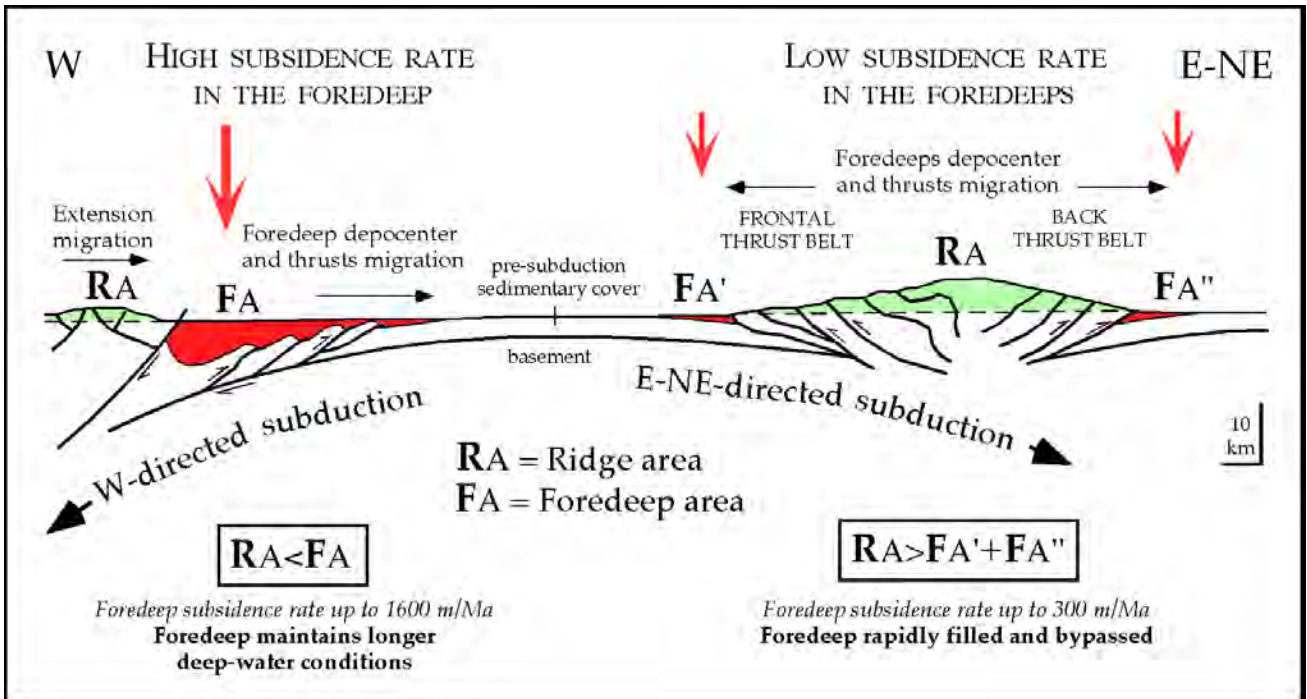 W
HIGH SUBSIDENCE RATE
IN THE FOREDEEP
LOW SUBSIDENCE RATE
IN THE FOREDEEPS
E-NE
Extension
migration
Foredeep depocenter
and thrusts migration
pre-subduction
sedimentary cover
Foredeeps depocenter
and thrusts migration
FRONTAL
THRUST BELT
BACK
THRUST BELT
RA
FA
FA'
RA
FA"
basement
W-directed subduction
E-NE-directed subduction
10
km
RA = Ridge area
FA = Foredeep area
RA<FA
RA>FA'+FA"
Foredeep subsidence rate up to 1600 m/Ma
Foredeep maintains longer
deep-water conditions
Foredeep subsidence rate up to 300 m/Ma
Foredeep rapidly filled and bypassed